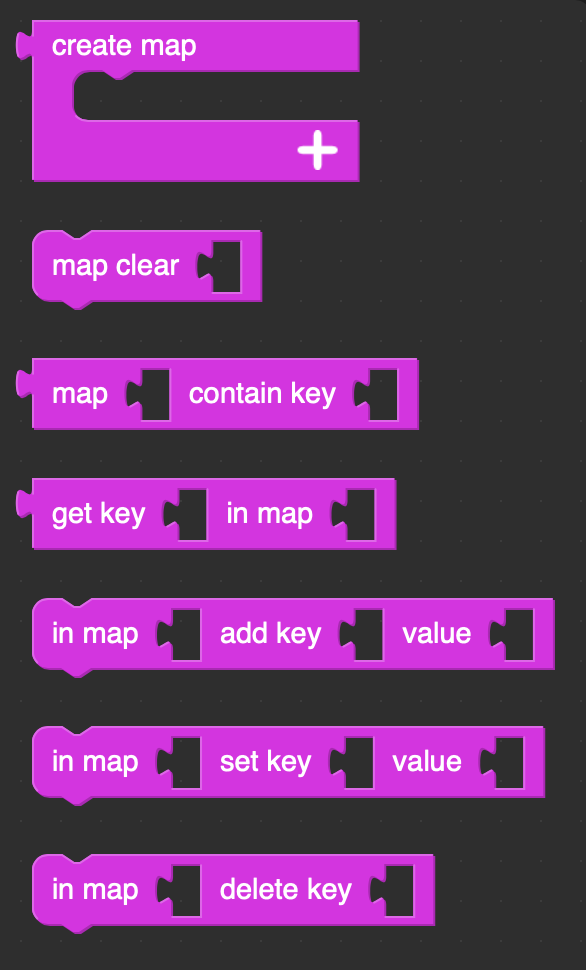 create map
map clear
map contain key
get key in map
in map add key value
in map set key value
in map delete key